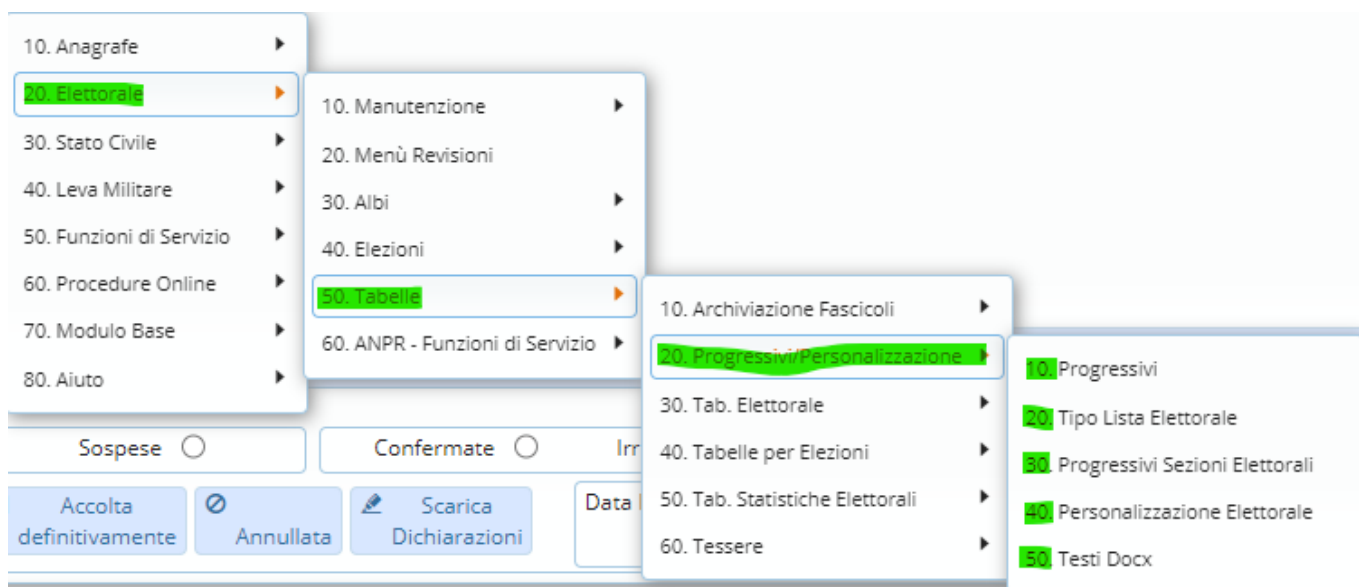 10. Anagrafe
20. Elettorale
30. Stato Civile
40. Leva Militare
50. Funzioni di Servizio
60. Procedure Online
70. Modulo Base
80. Aiuto
10. Manutenzione
20. Menù Revisioni
30. Albi
40. Elezioni
50. Tabelle
60. ANPR - Funzioni di Servizio
10. Archiviazione Fascicoli
20. Progressivi/Personalizzazione
30. Tab. Elettorale
40. Tabelle per Elezioni
50. Tab. Statistiche Elettorali
60. Tessere
10. Progressivi
20. Tipo Lista Elettorale
30. Progressivi Sezioni Elettorali
40. Personalizzazione Elettorale
50. Testi Docx
Sospese
Confermate
Irr
Accolta definitivamente
Annullata
Scarica Dichiarazioni
Data